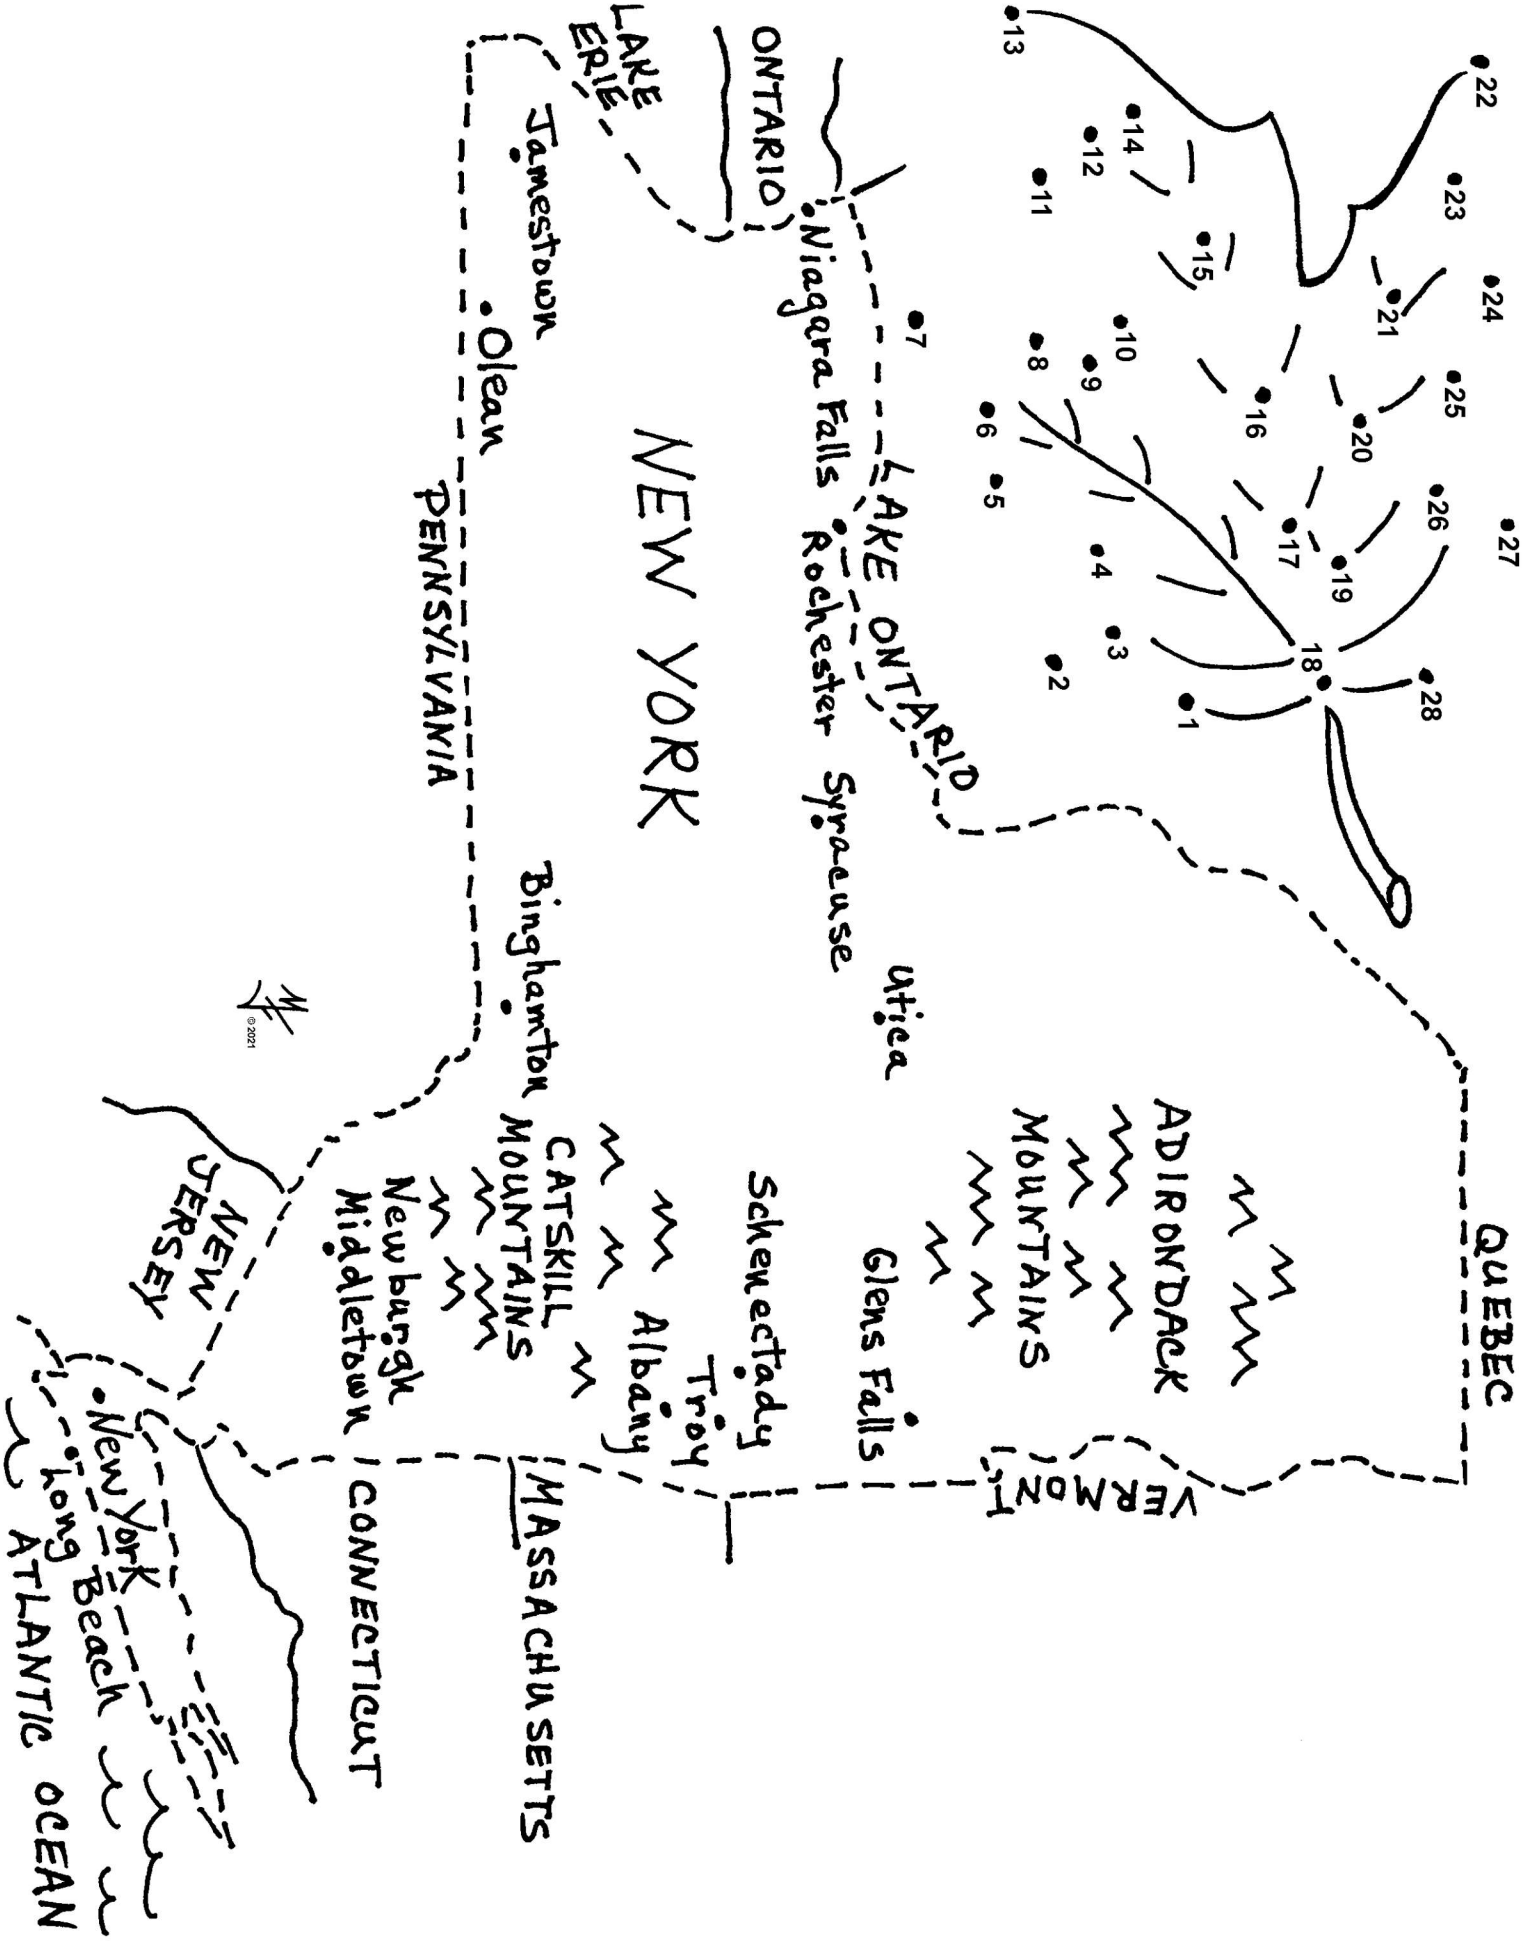 22
27
24
QUEBEC
23
25
26
28
21
20
19
18
17
16
15
1
ADIRONDACK
14
10
3
VERMONT
4
12
9
2
11
8
MOUNTAINS
13
5
6
LAKE ONTARIO
7
Utica
Glens Falls
Niagara Falls
Rochester
Syracuse
ONTARIO
Schenectady
Troy
NEW YORK
Albany
LAKE
ERIE
CATSKILL
MOUNTAINS
Jamestown
Binghamton
MASSACHUSETTS
Olean
PENNSYLVANIA
Newburgh
Middletown
CONNECTICUT
© 2021
NEW
JERSEY
New York
Long Beach
ATLANTIC OCEAN